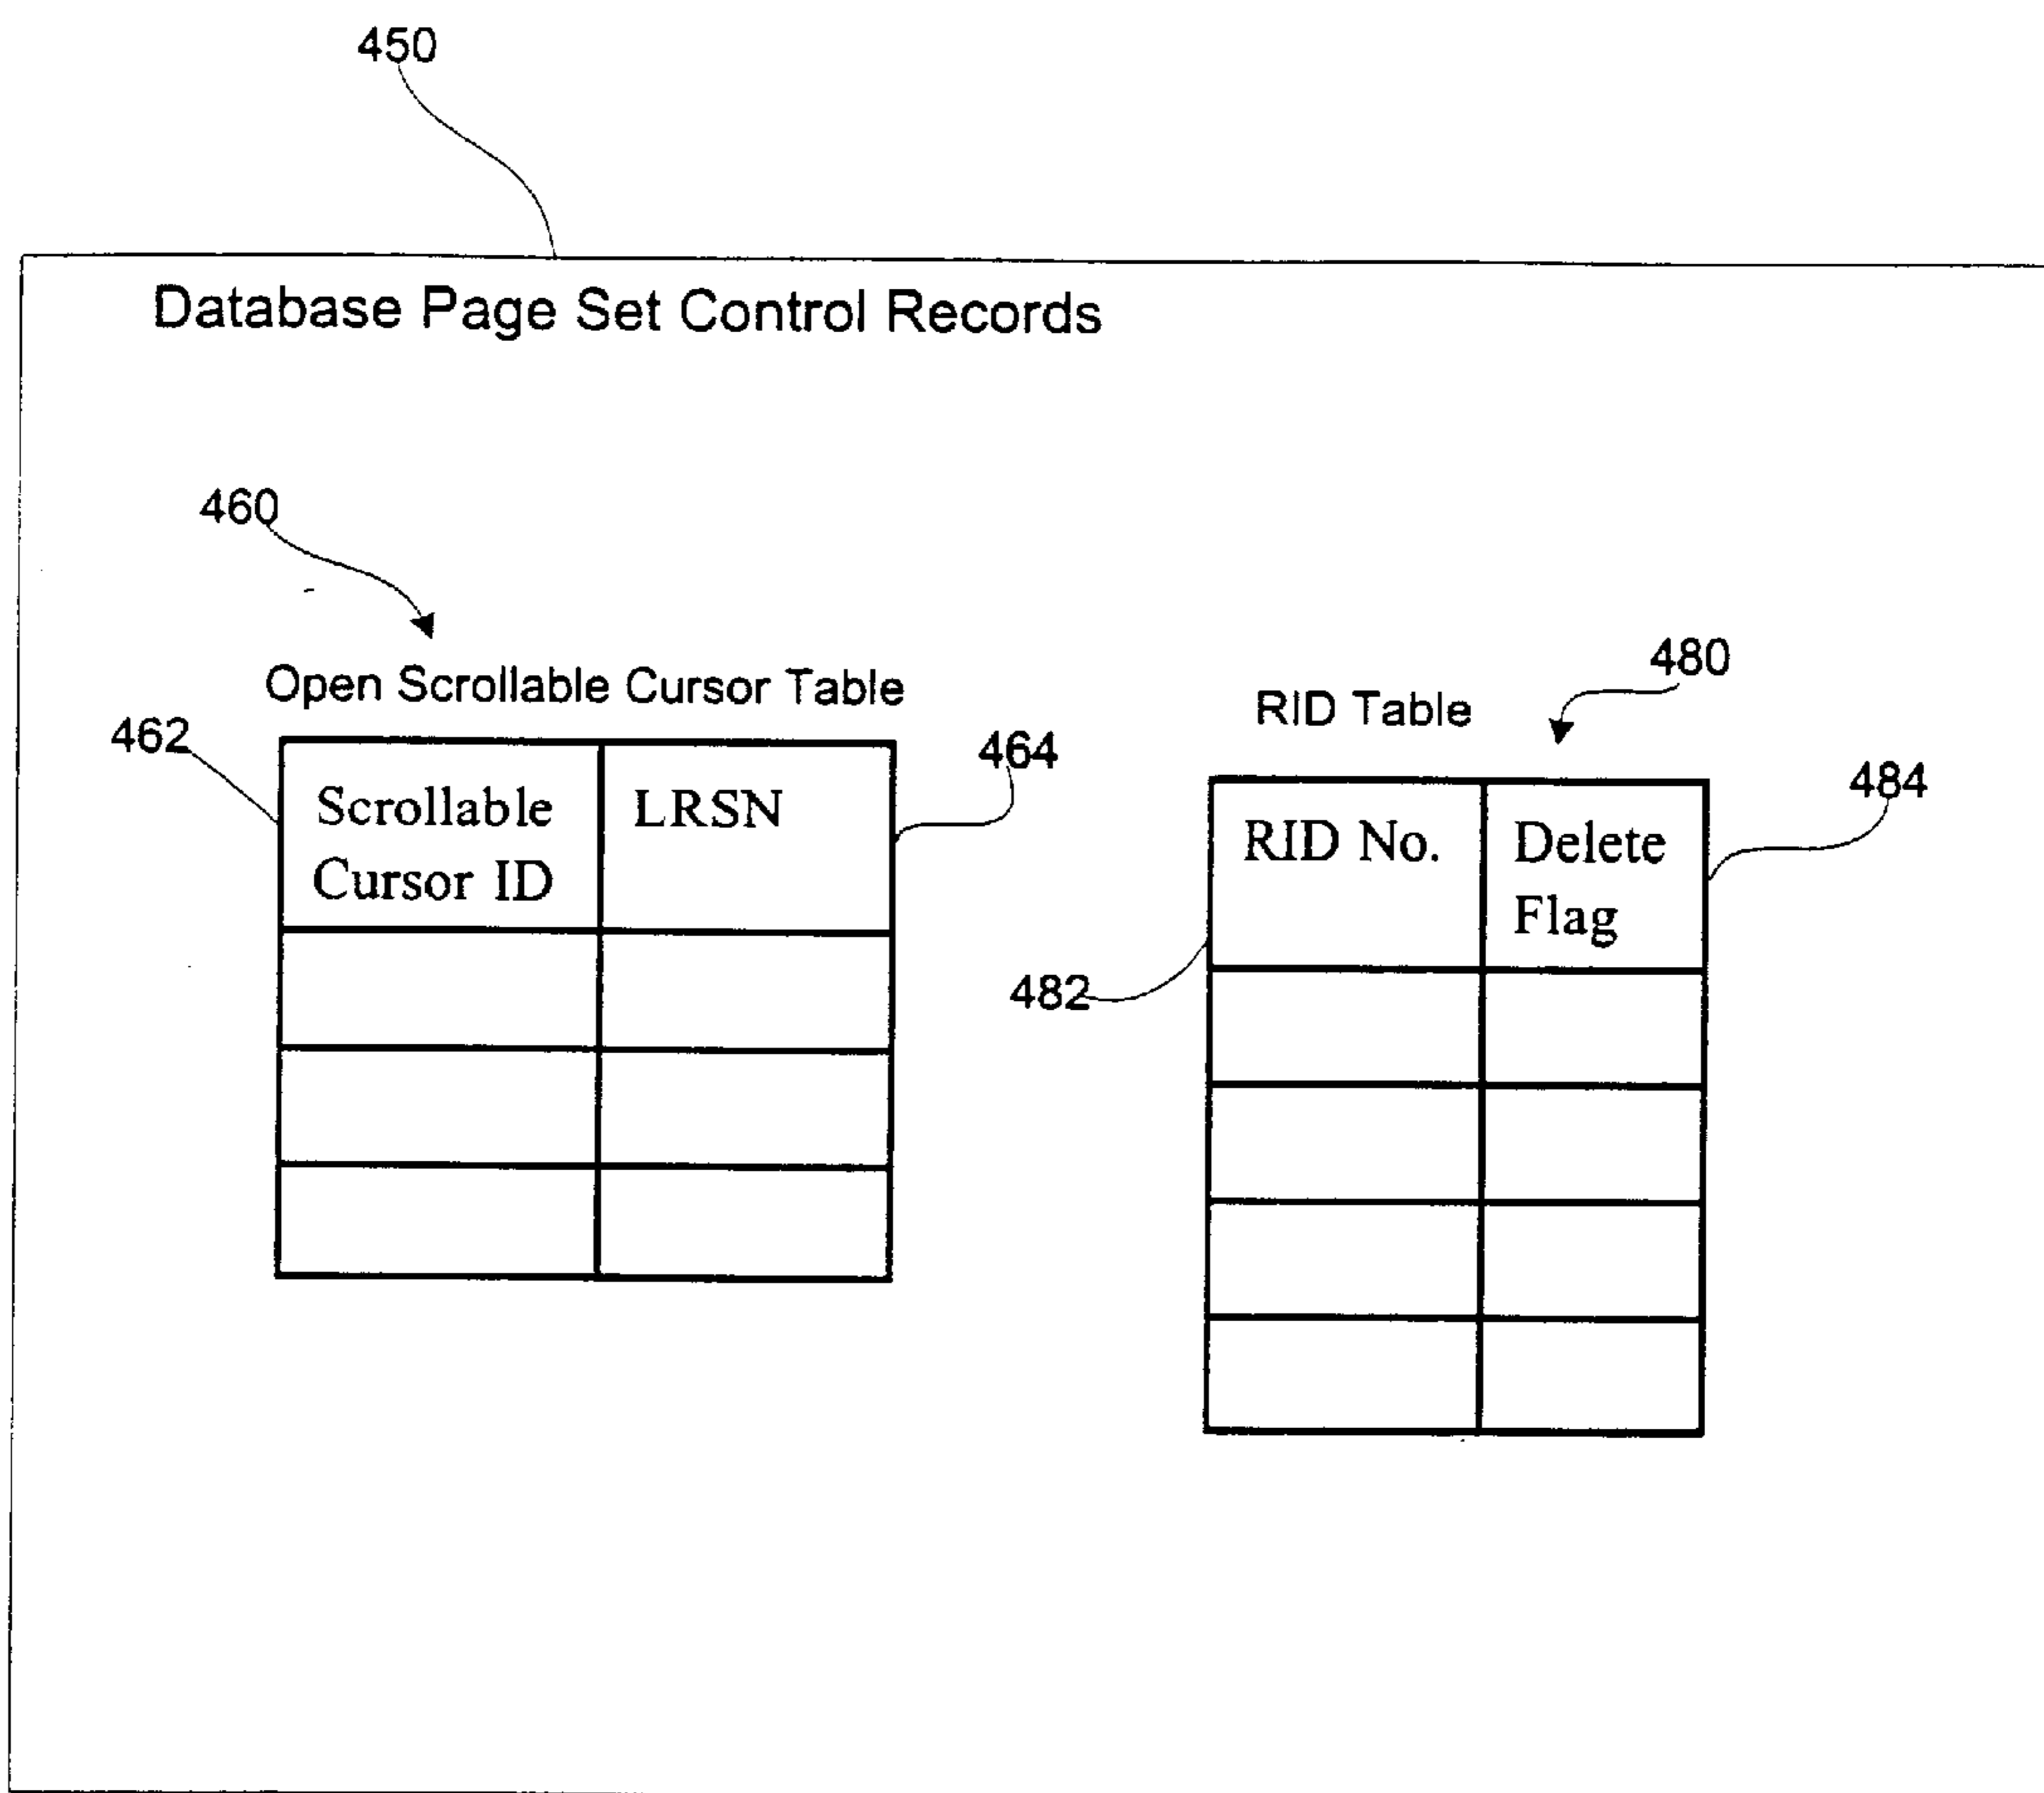 450
Database Page Set Control Records
460
Open Scrollable Cursor Table
462
464
Scrollable
Cursor ID
LRSN
480
RID Table
484
482
RID No.
Delete
Flag